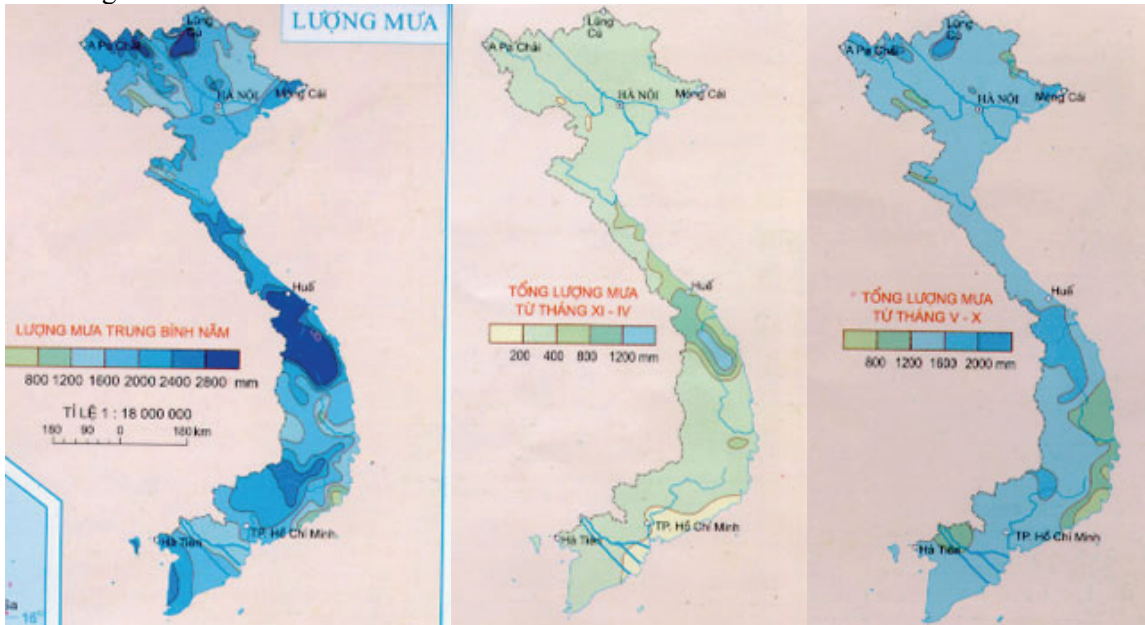 LƯỢNG MƯA
Lũng
Cú
A Pa Chải
HÀ NỘI
Móng Cái
Huế
LƯỢNG MƯA TRUNG BÌNH NĂM
800 1200 1600 2000 2400 2800 mm
TỈ LỆ 1 : 18 000 000
180 90 0 180 km
Hà Tiên
TP. Hồ Chí Minh
16°
Lũng
Cú
A Pa Chải
HÀ NỘI
Móng Cái
Huế
TỔNG LƯỢNG MƯA
TỪ THÁNG XI - IV
200 400 800 1200 mm
Hà Tiên
TP. Hồ Chí Minh
Lũng
Cú
A Pa Chải
HÀ NỘI
Móng Cái
Huế
TỔNG LƯỢNG MƯA
TỪ THÁNG V - X
800 1200 1600 2000 mm
Hà Tiên
TP. Hồ Chí Minh